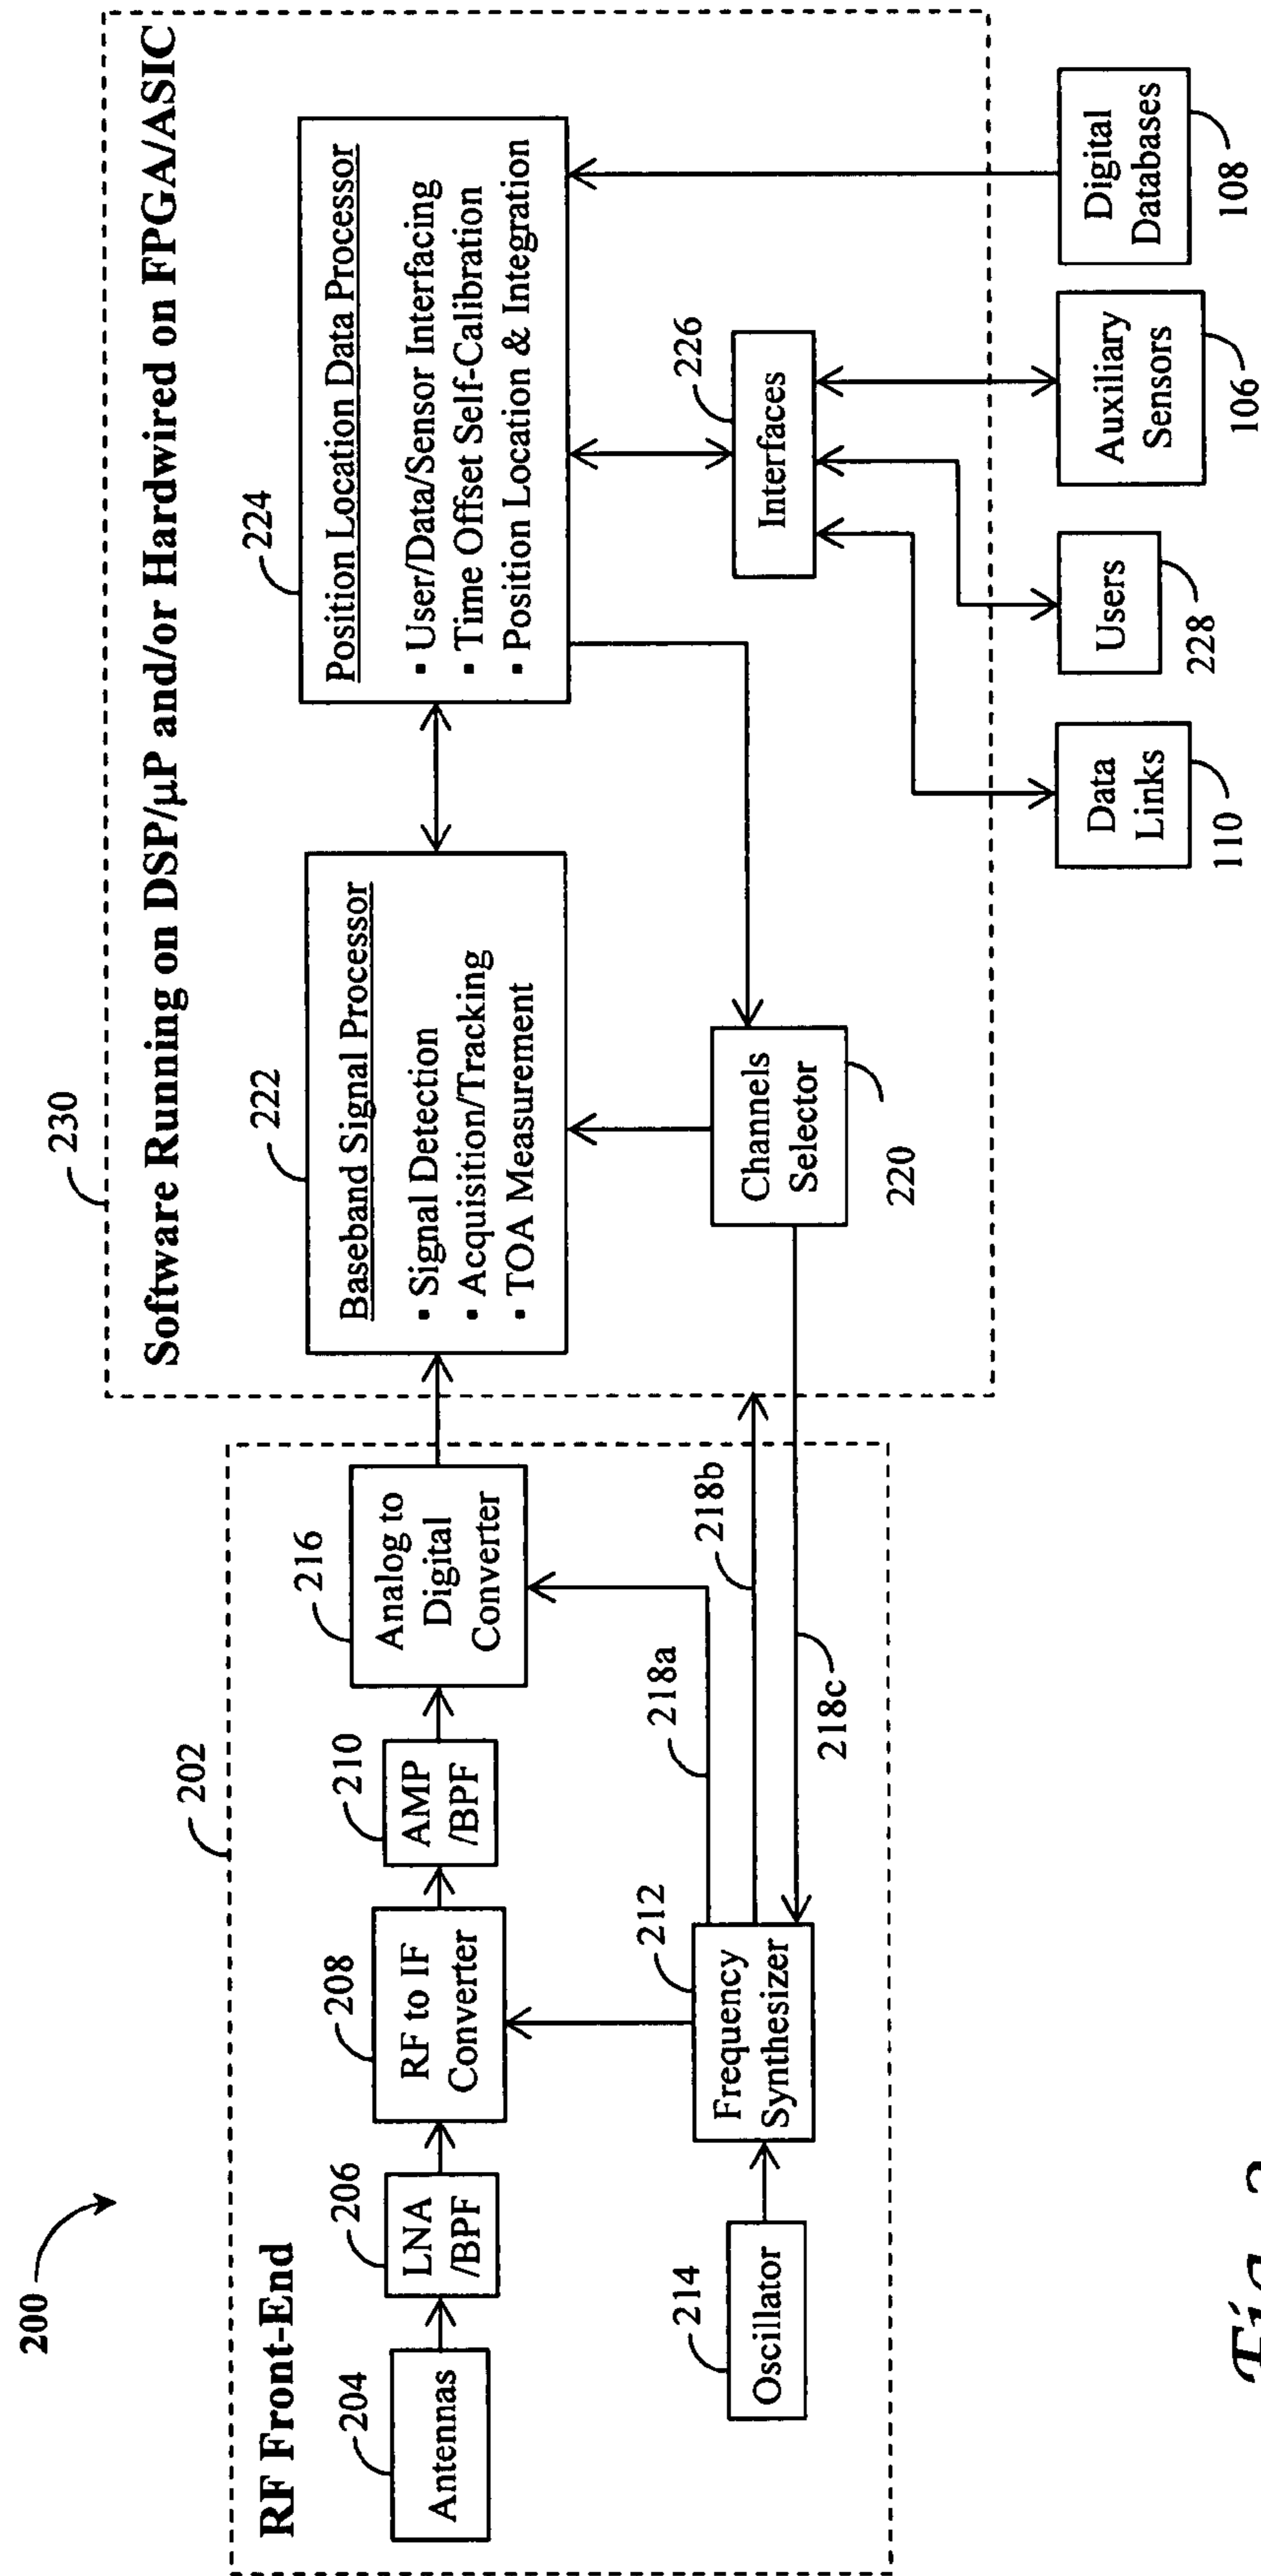 200
230
Software Running on DSP/µP and/or Hardwired on FPGA/ASIC
202
RF Front-End
204
Antennas
206
LNA
/BPF
208
RF to IF
Converter
210
AMP
/BPF
216
Analog to
Digital
Converter
222
Baseband Signal Processor
▪ Signal Detection
▪ Acquisition/Tracking
▪ TOA Measurement
224
Position Location Data Processor
▪ User/Data/Sensor Interfacing
▪ Time Offset Self-Calibration
▪ Position Location & Integration
214
Oscillator
212
Frequency
Synthesizer
218a
218b
218c
Channels
Selector
220
226
Interfaces
Data
Links
110
Users
228
Auxiliary
Sensors
106
Digital
Databases
108
Fig.